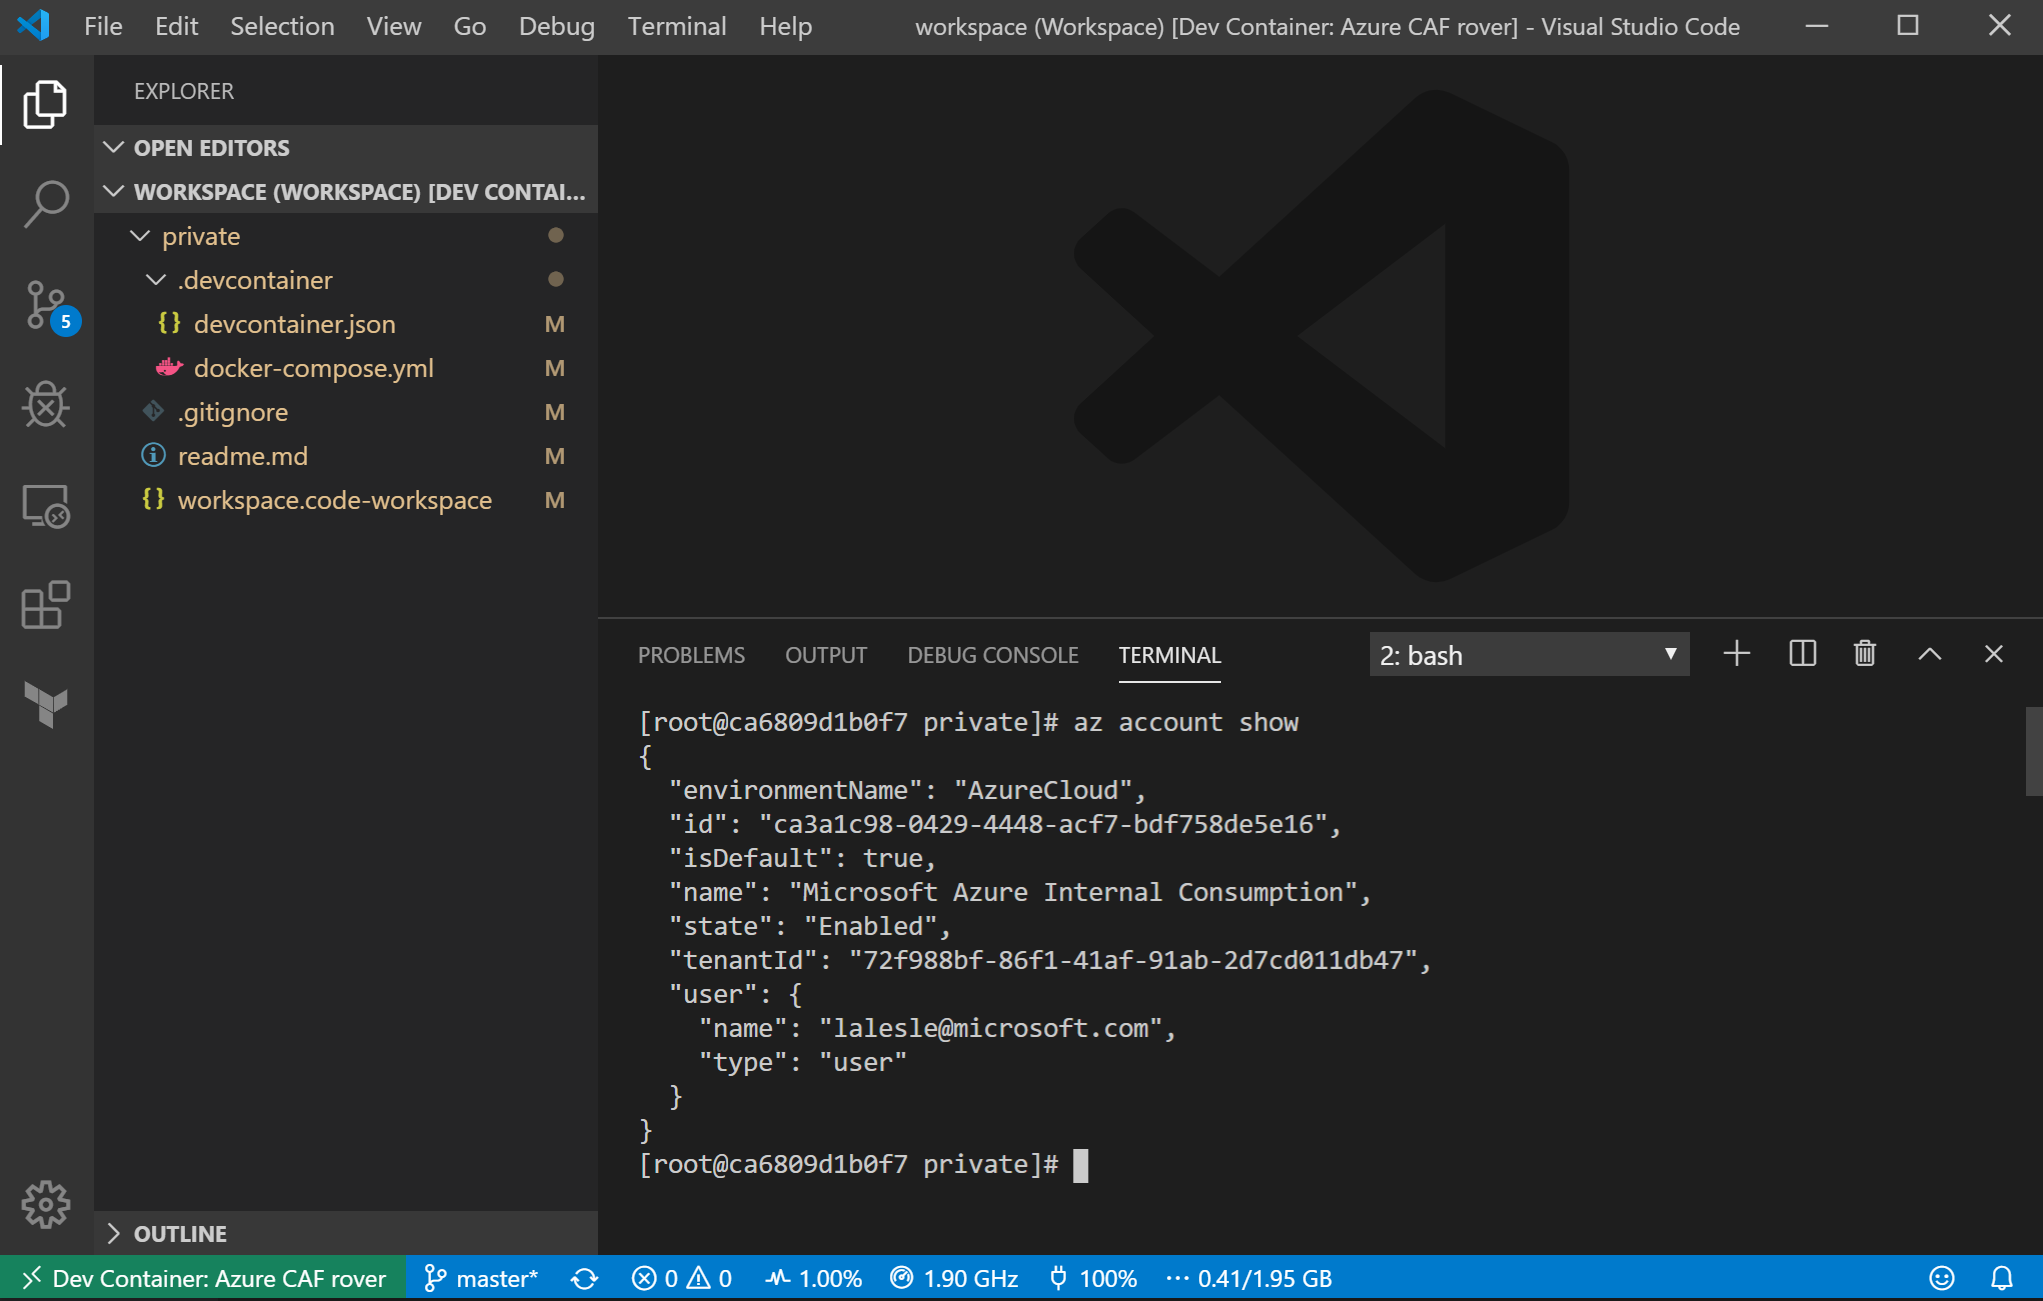 File Edit Selection View Go Debug Terminal Help workspace (Workspace) [Dev Container: Azure CAF rover] - Visual Studio Code
EXPLORER
OPEN EDITORS
WORKSPACE (WORKSPACE) [DEV CONTAI...
private
.devcontainer
{} devcontainer.json M
docker-compose.yml M
.gitignore M
readme.md M
{} workspace.code-workspace M
5
OUTLINE
PROBLEMS OUTPUT DEBUG CONSOLE TERMINAL 2: bash
[root@ca6809d1b0f7 private]# az account show
{
  "environmentName": "AzureCloud",
  "id": "ca3a1c98-0429-4448-acf7-bdf758de5e16",
  "isDefault": true,
  "name": "Microsoft Azure Internal Consumption",
  "state": "Enabled",
  "tenantId": "72f988bf-86f1-41af-91ab-2d7cd011db47",
  "user": {
    "name": "lalesle@microsoft.com",
    "type": "user"
  }
}
[root@ca6809d1b0f7 private]#
Dev Container: Azure CAF rover master* 0 0 1.00% 1.90 GHz 100% ··· 0.41/1.95 GB